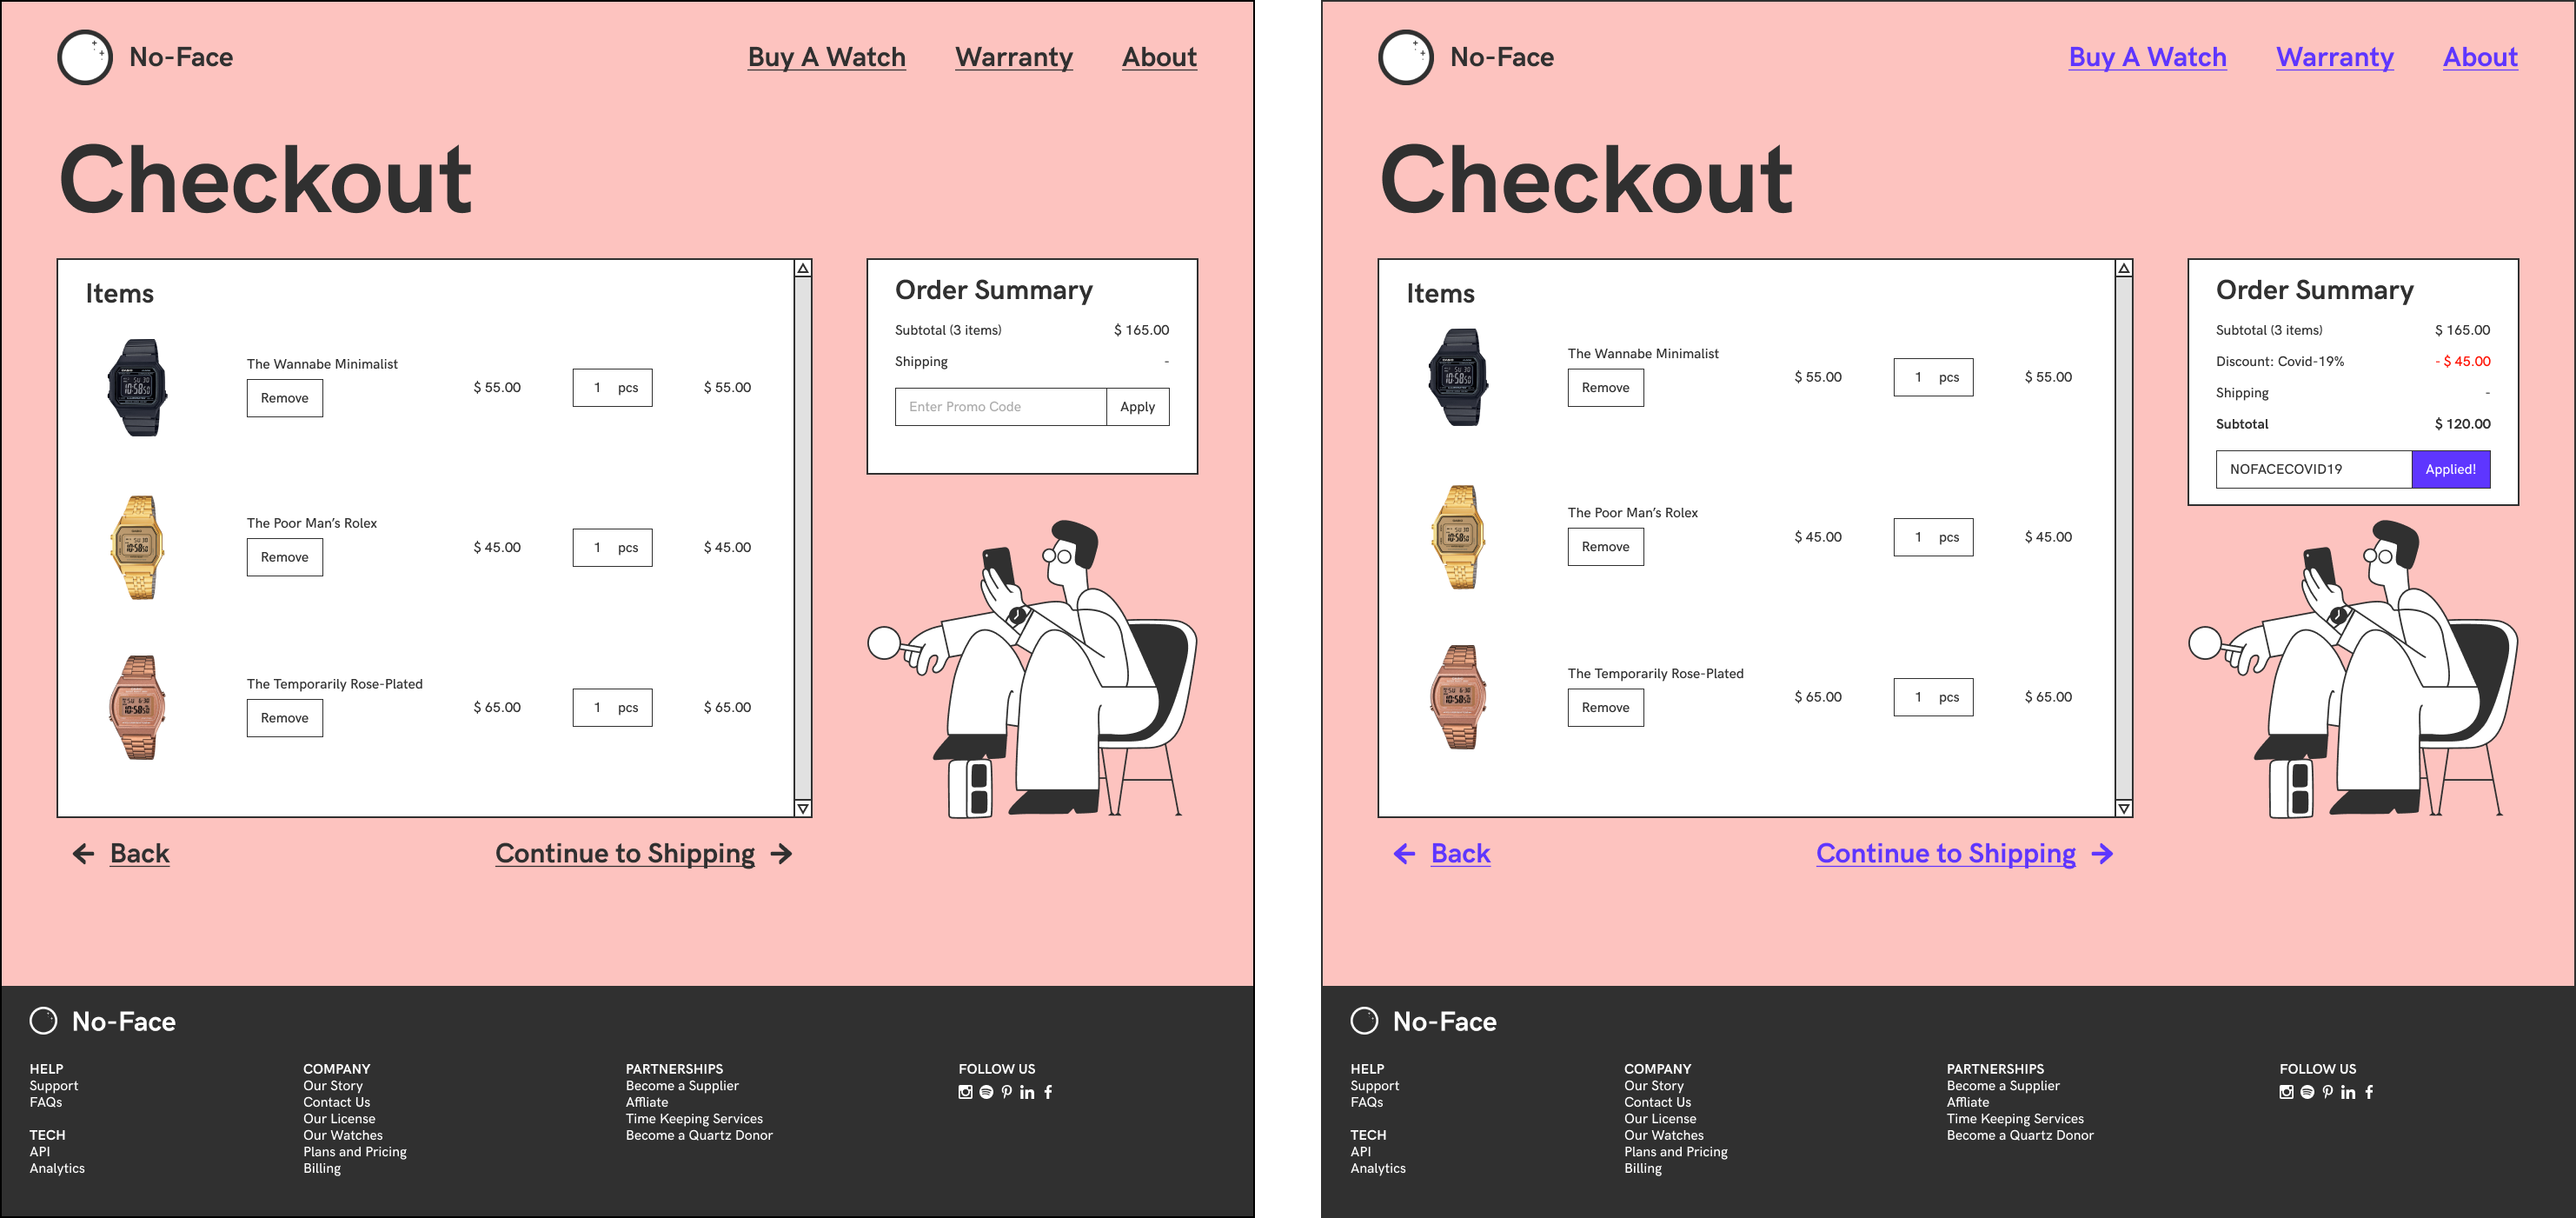 No-Face
Buy A Watch
Warranty
About
Checkout
Items
The Wannabe Minimalist
Remove
$ 55.00
1 pcs
$ 55.00
The Poor Man’s Rolex
Remove
$ 45.00
1 pcs
$ 45.00
The Temporarily Rose-Plated
Remove
$ 65.00
1 pcs
$ 65.00
Order Summary
Subtotal (3 items) $ 165.00
Shipping -
Enter Promo Code Apply
Back
Continue to Shipping
No-Face
HELP
Support
FAQs
TECH
API
Analytics
COMPANY
Our Story
Contact Us
Our License
Our Watches
Plans and Pricing
Billing
PARTNERSHIPS
Become a Supplier
Affliate
Time Keeping Services
Become a Quartz Donor
FOLLOW US
No-Face
Buy A Watch
Warranty
About
Checkout
Items
The Wannabe Minimalist
Remove
$ 55.00
1 pcs
$ 55.00
The Poor Man’s Rolex
Remove
$ 45.00
1 pcs
$ 45.00
The Temporarily Rose-Plated
Remove
$ 65.00
1 pcs
$ 65.00
Order Summary
Subtotal (3 items) $ 165.00
Discount: Covid-19% - $ 45.00
Shipping -
Subtotal $ 120.00
NOFACECOVID19 Applied!
Back
Continue to Shipping
No-Face
HELP
Support
FAQs
TECH
API
Analytics
COMPANY
Our Story
Contact Us
Our License
Our Watches
Plans and Pricing
Billing
PARTNERSHIPS
Become a Supplier
Affliate
Time Keeping Services
Become a Quartz Donor
FOLLOW US